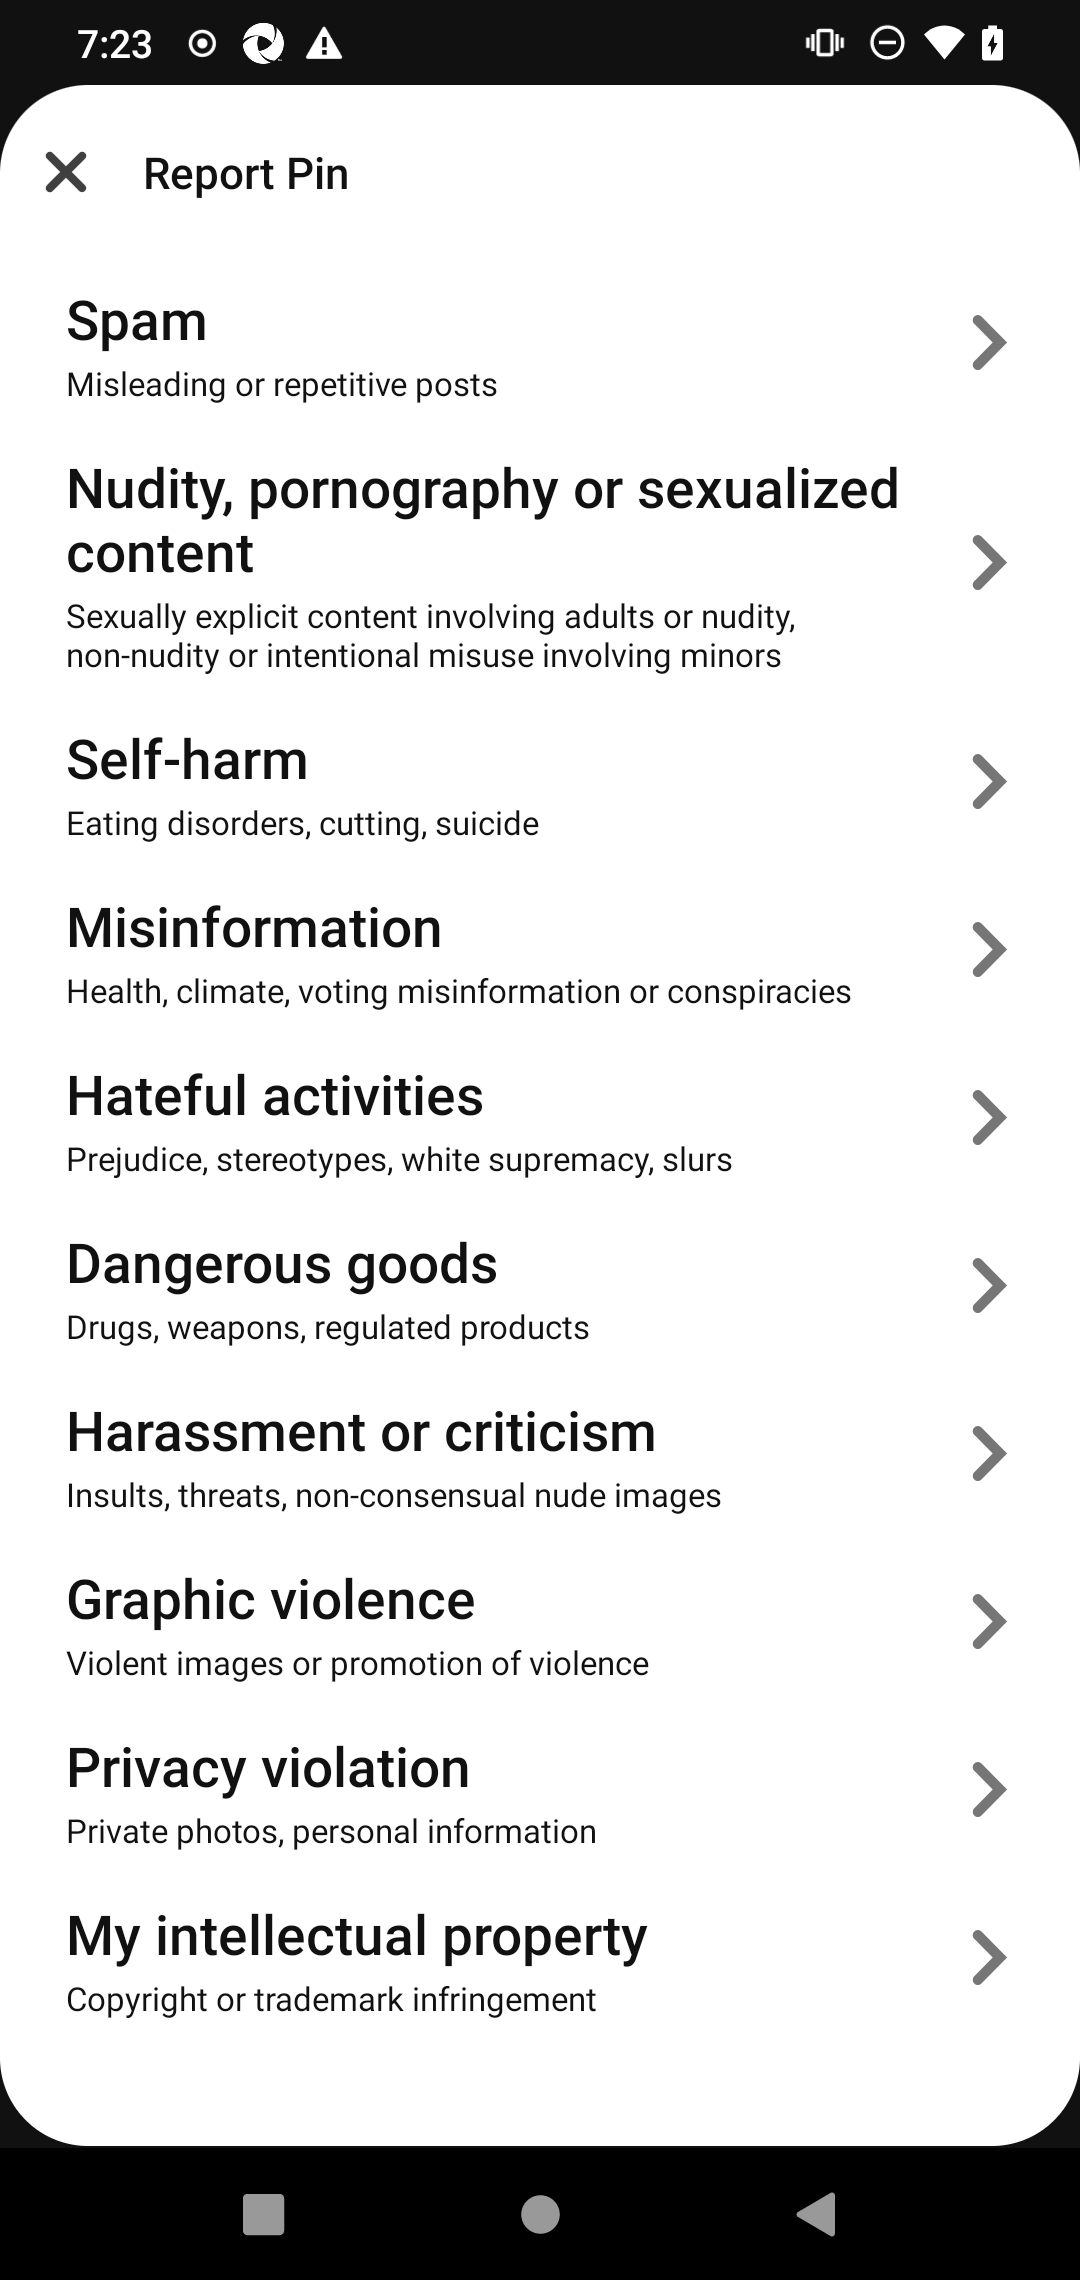 7:23
Report Pin
Spam
Misleading or repetitive posts
Nudity, pornography or sexualized
content
Sexually explicit content involving adults or nudity,
non-nudity or intentional misuse involving minors
Self-harm
Eating disorders, cutting, suicide
Misinformation
Health, climate, voting misinformation or conspiracies
Hateful activities
Prejudice, stereotypes, white supremacy, slurs
Dangerous goods
Drugs, weapons, regulated products
Harassment or criticism
Insults, threats, non-consensual nude images
Graphic violence
Violent images or promotion of violence
Privacy violation
Private photos, personal information
My intellectual property
Copyright or trademark infringement